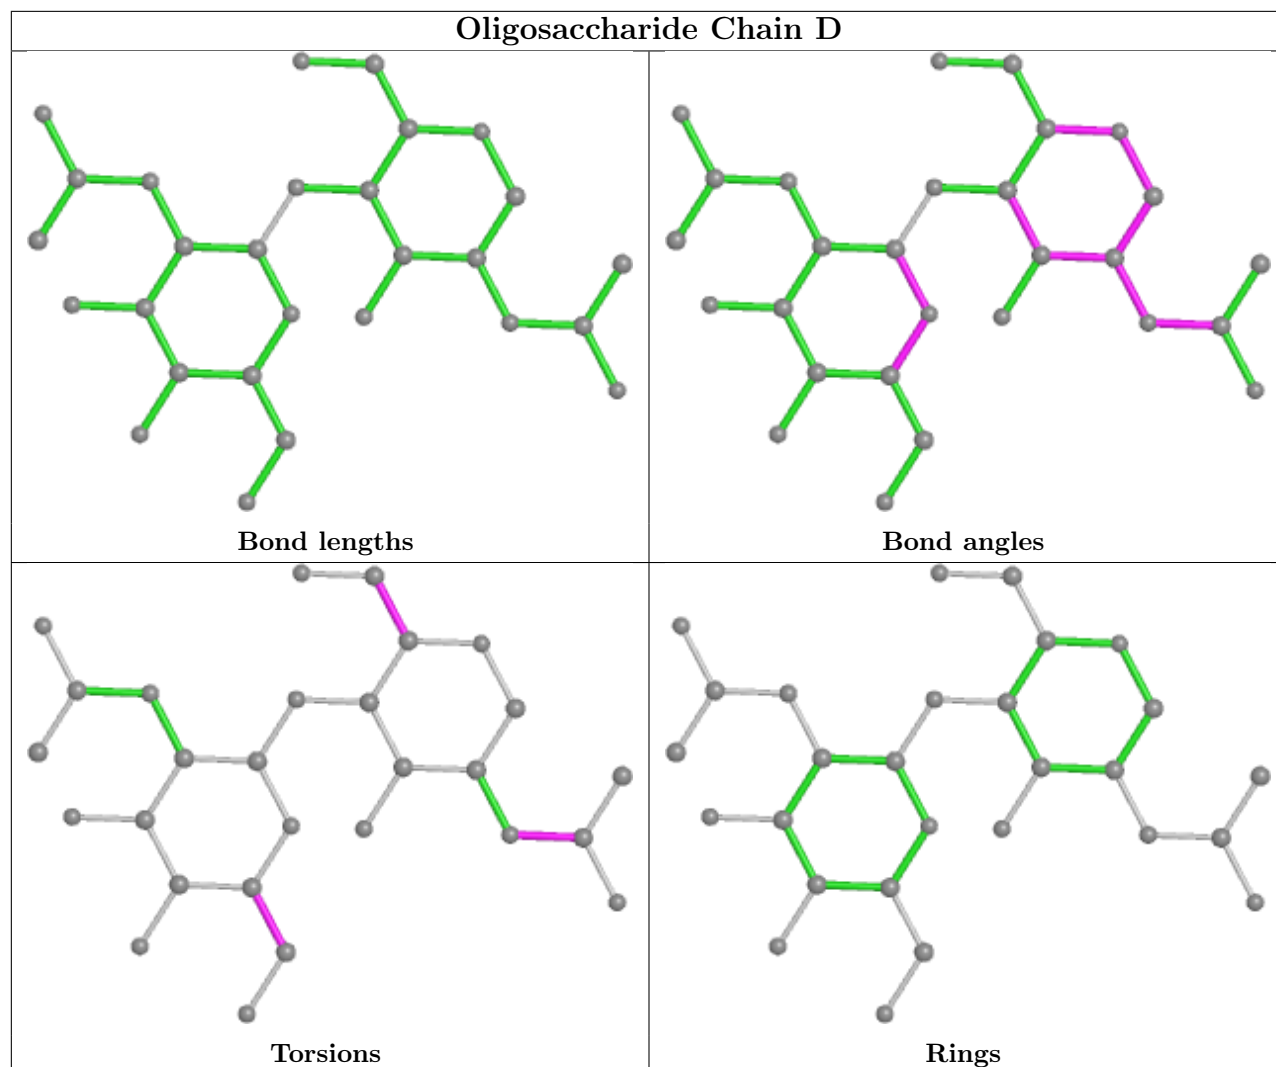 Oligosaccharide Chain D
Bond lengths
Bond angles
Torsions
Rings